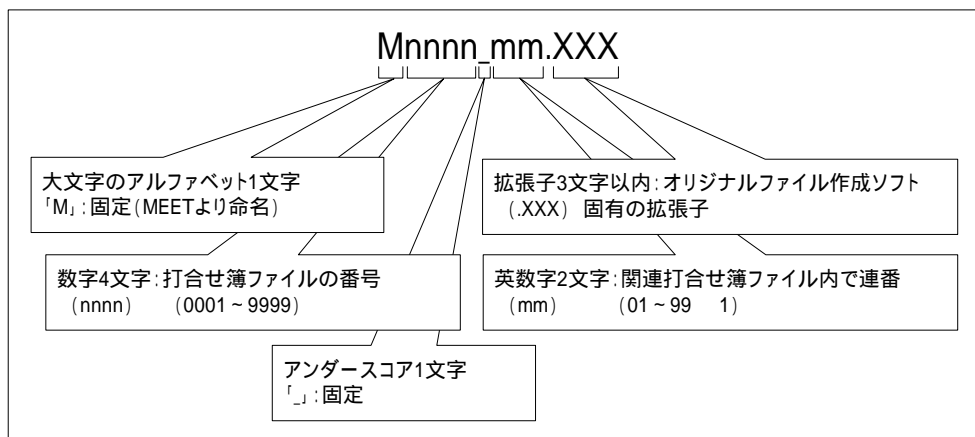 Mnnnn_mm.XXX
大文字のアルファベット1文字
「M」:固定(MEETより命名)
拡張子3文字以内:オリジナルファイル作成ソフト
(.XXX) 固有の拡張子
数字4文字:打合せ簿ファイルの番号
(nnnn) (0001~9999)
英数字2文字:関連打合せ簿ファイル内で連番
(mm) (01~99 1)
アンダースコア1文字
「_」:固定